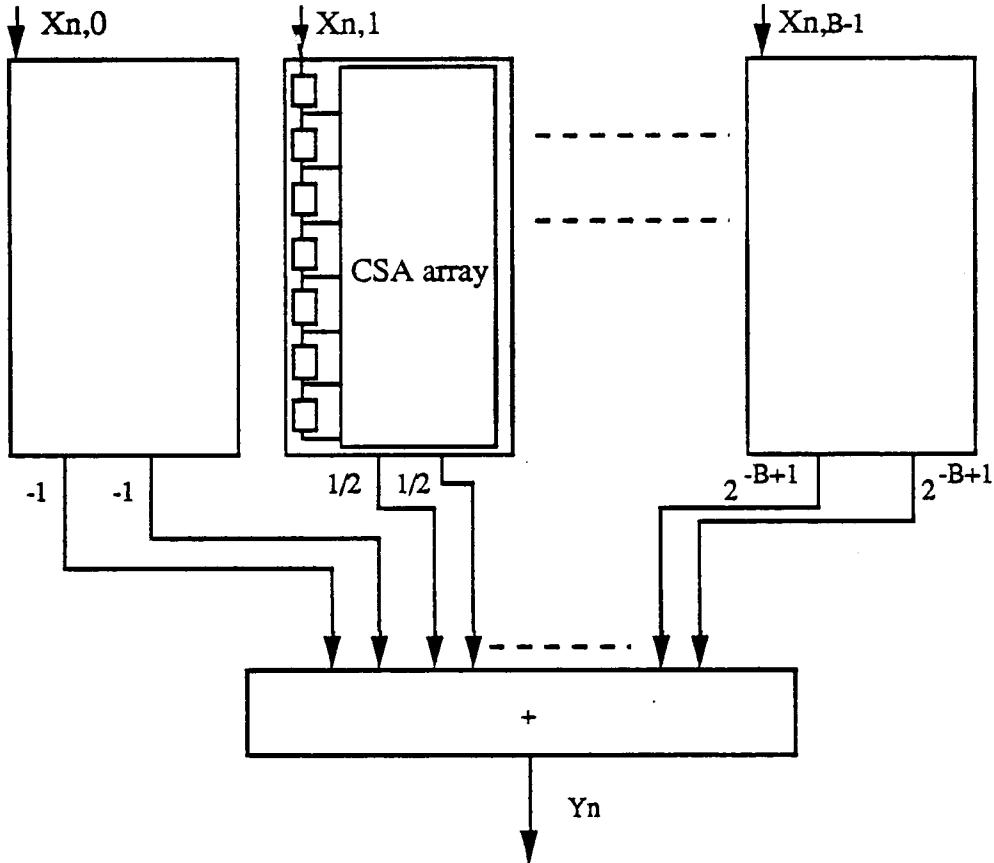 Xn,0
Xn,1
Xn,B-1
CSA array
-1
-1
1/2
1/2
2^-B+1
2^-B+1
+
Yn